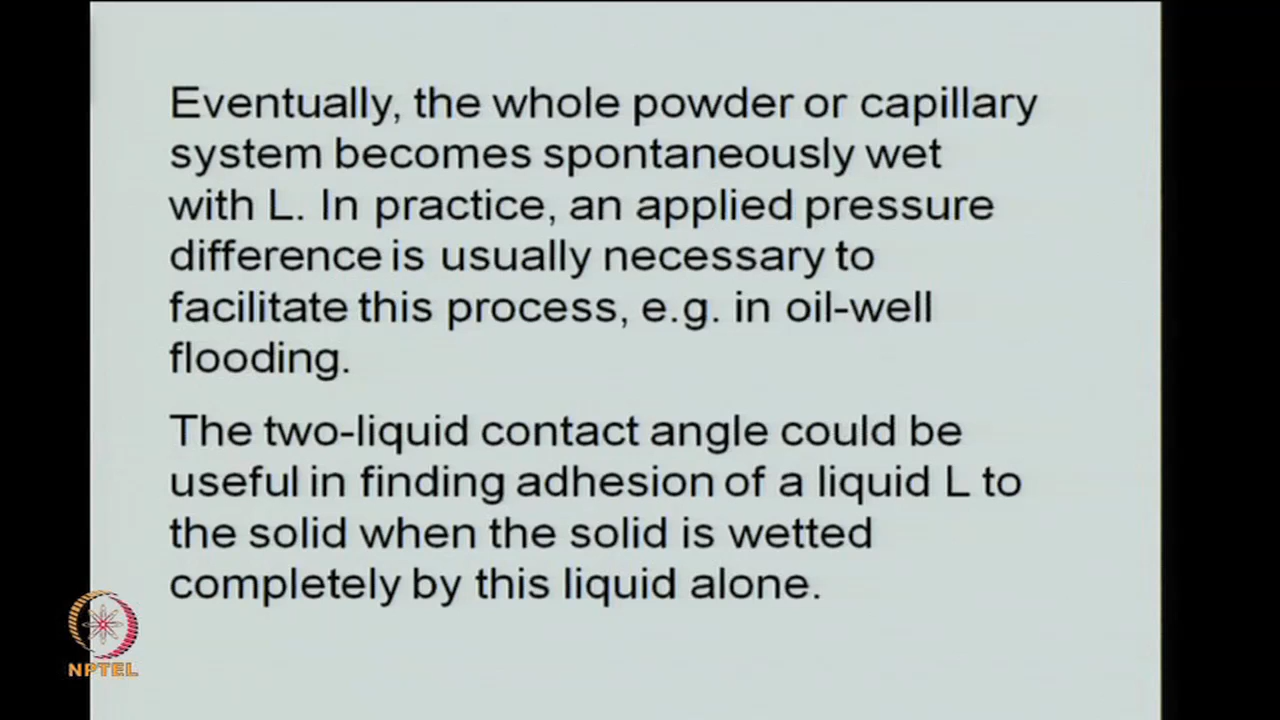 Eventually, the whole powder or capillary
system becomes spontaneously wet
with L. In practice, an applied pressure
difference is usually necessary to
facilitate this process, e.g. in oil-well
flooding.
The two-liquid contact angle could be
useful in finding adhesion of a liquid L to
the solid when the solid is wetted
completely by this liquid alone.
NPTEL